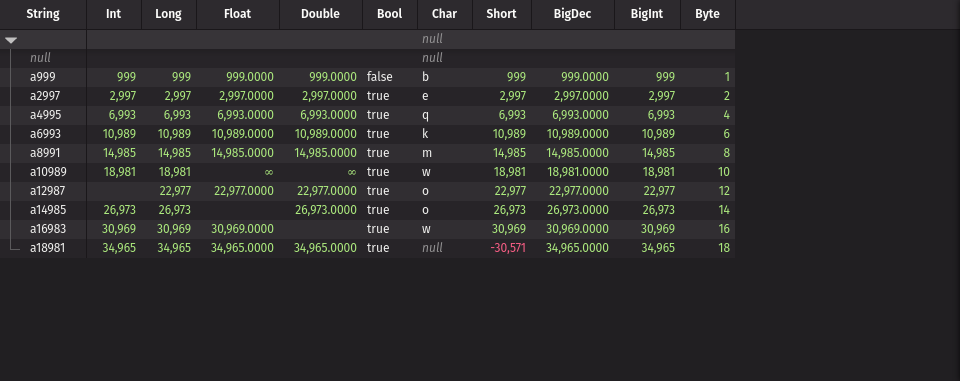 String Int Long Float Double Bool Char Short BigDec BigInt Byte
null
null null
a999 999 999 999.0000 999.0000 false b 999 999.0000 999 1
a2997 2,997 2,997 2,997.0000 2,997.0000 true e 2,997 2,997.0000 2,997 2
a4995 6,993 6,993 6,993.0000 6,993.0000 true q 6,993 6,993.0000 6,993 4
a6993 10,989 10,989 10,989.0000 10,989.0000 true k 10,989 10,989.0000 10,989 6
a8991 14,985 14,985 14,985.0000 14,985.0000 true m 14,985 14,985.0000 14,985 8
a10989 18,981 18,981 ∞ ∞ true w 18,981 18,981.0000 18,981 10
a12987 22,977 22,977.0000 22,977.0000 true o 22,977 22,977.0000 22,977 12
a14985 26,973 26,973 26,973.0000 true o 26,973 26,973.0000 26,973 14
a16983 30,969 30,969 30,969.0000 true w 30,969 30,969.0000 30,969 16
a18981 34,965 34,965 34,965.0000 34,965.0000 true null -30,571 34,965.0000 34,965 18